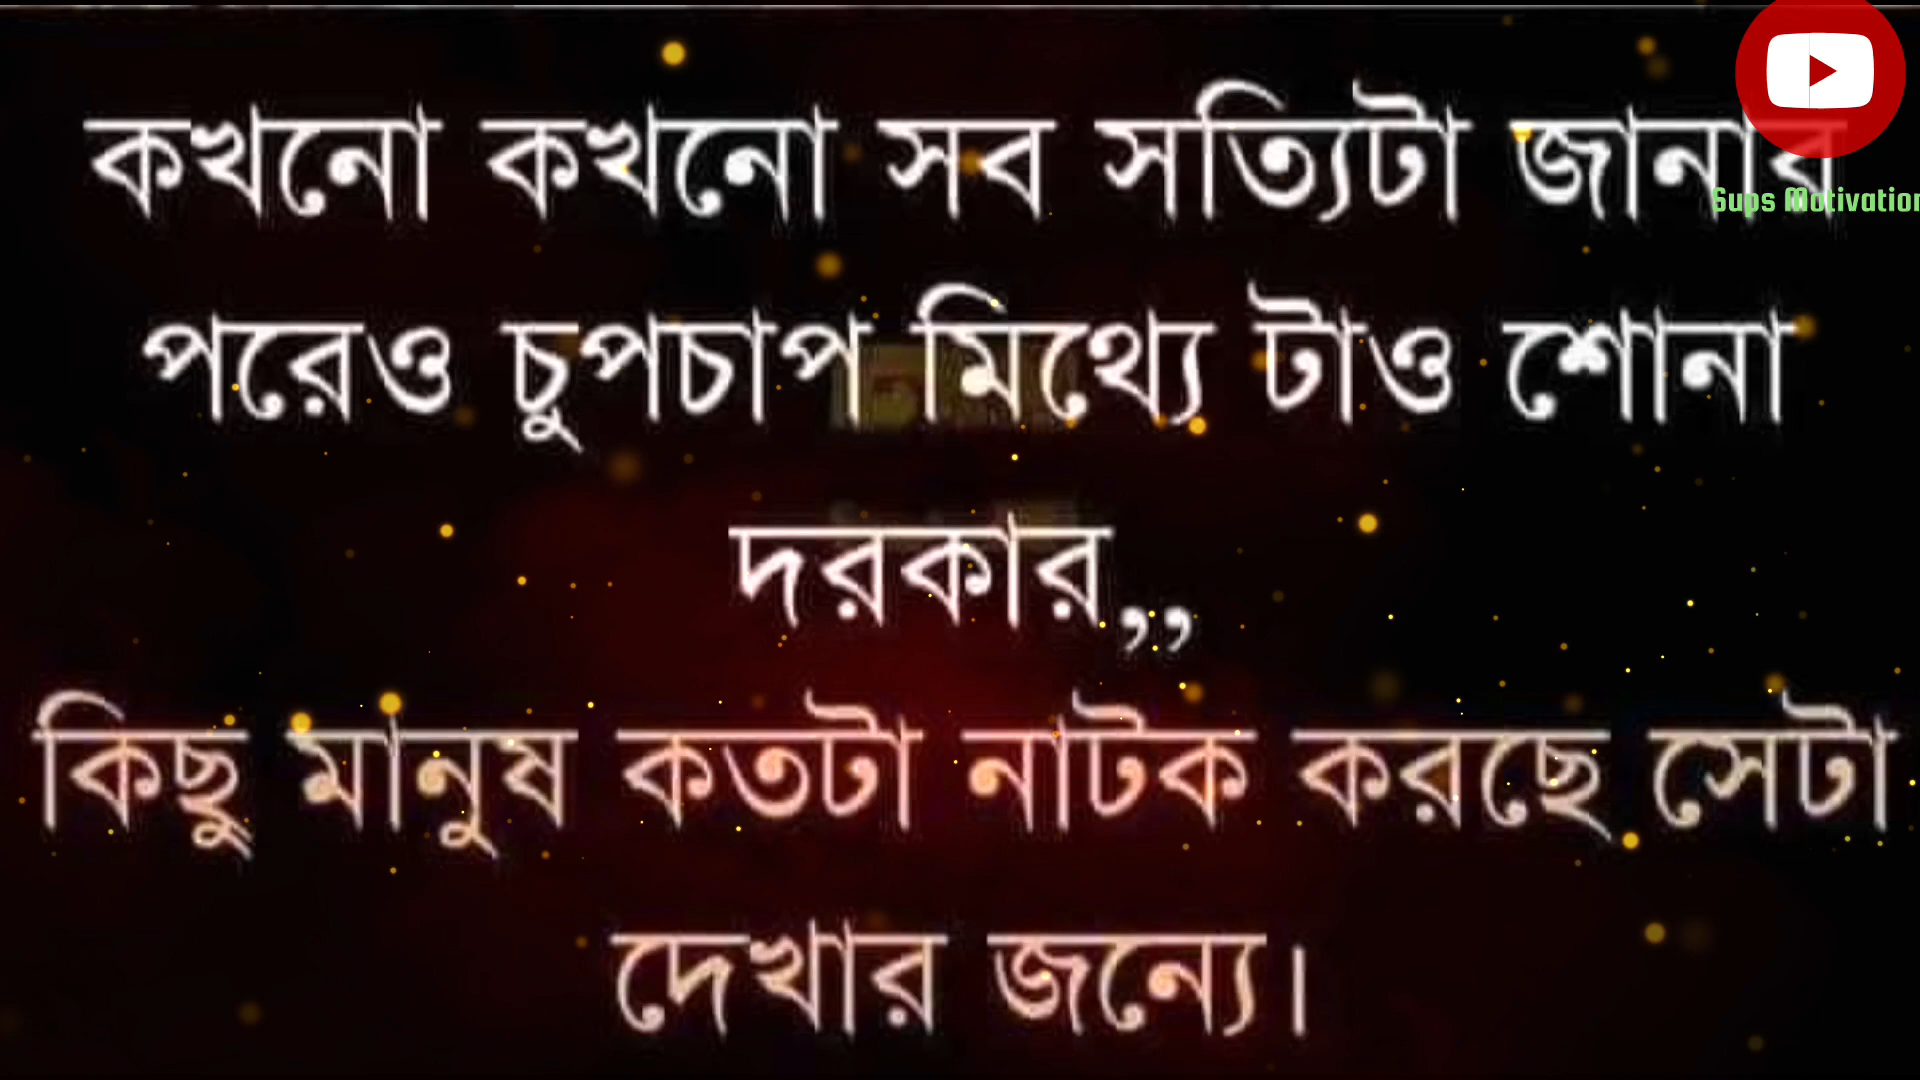 কখনো কখনো সব সত্যিটা জানার
Sups Motivation
পরেও চুপচাপ মিথ্যে টাও শোনা
দরকার,,
কিছু মানুষ কতটা নাটক করছে সেটা
দেখার জন্যে।